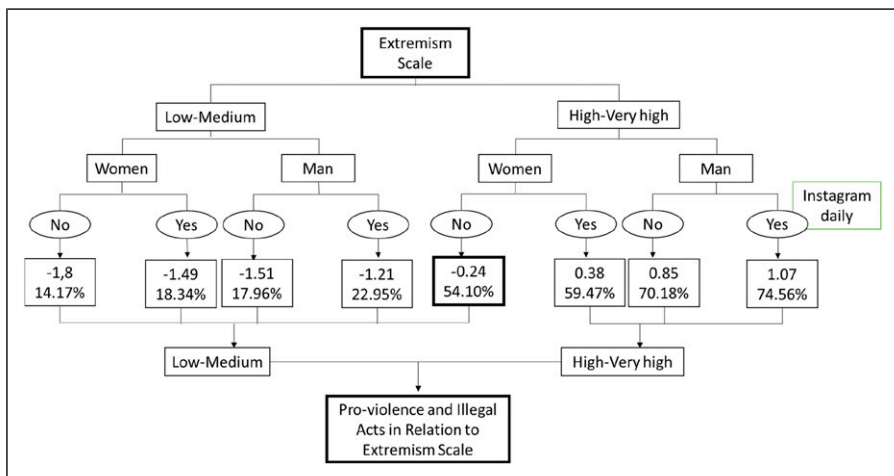 Extremism
Scale
Low-Medium
High-Very high
Women
Man
Women
Man
Instagram
daily
No
Yes
No
Yes
No
Yes
No
Yes
-1,8
14.17%
-1.49
18.34%
-1.51
17.96%
-1.21
22.95%
-0.24
54.10%
0.38
59.47%
0.85
70.18%
1.07
74.56%
Low-Medium
High-Very high
Pro-violence and Illegal
Acts in Relation to
Extremism Scale